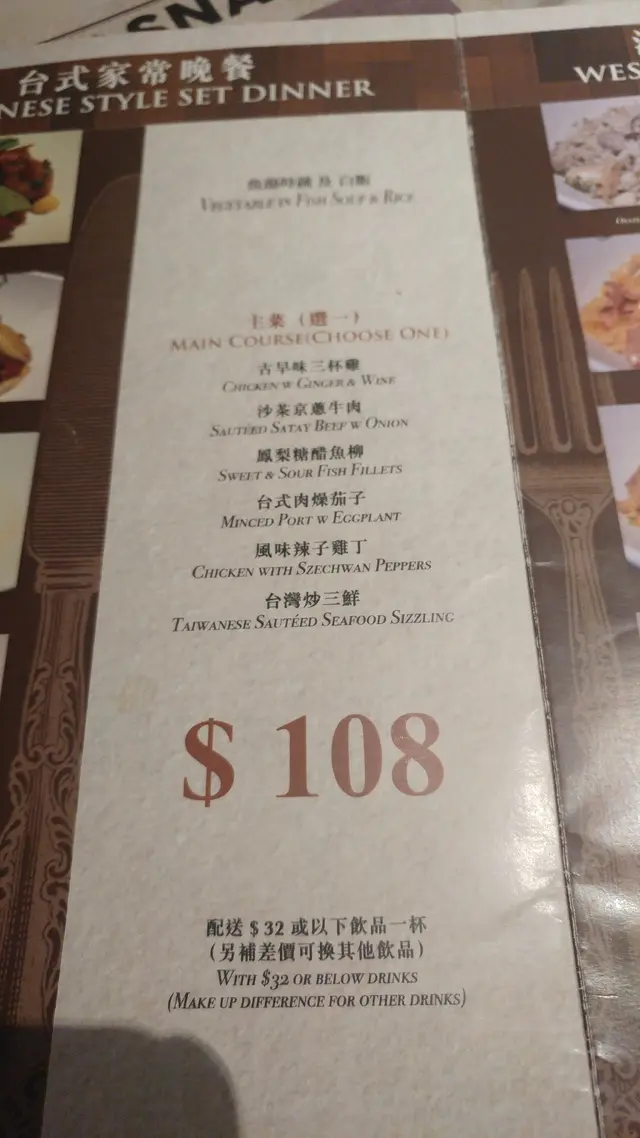 SNA
台式家常晚餐
NESE STYLE SET DINNER
WES
魚湯時蔬 及 白飯
VEGETABLE IN FISH SOUP & RICE
主菜（選一）
MAIN COURSE(CHOOSE ONE)
古早味三杯雞
CHICKEN W GINGER & WINE
沙茶京蔥牛肉
SAUTÉED SATAY BEEF W ONION
鳳梨糖醋魚柳
SWEET & SOUR FISH FILLETS
台式肉燥茄子
MINCED PORT W EGGPLANT
風味辣子雞丁
CHICKEN WITH SZECHWAN PEPPERS
台灣炒三鮮
TAIWANESE SAUTÉED SEAFOOD SIZZLING
$ 108
配送 $ 32 或以下飲品一杯
(另補差價可換其他飲品)
WITH $32 OR BELOW DRINKS
(MAKE UP DIFFERENCE FOR OTHER DRINKS)